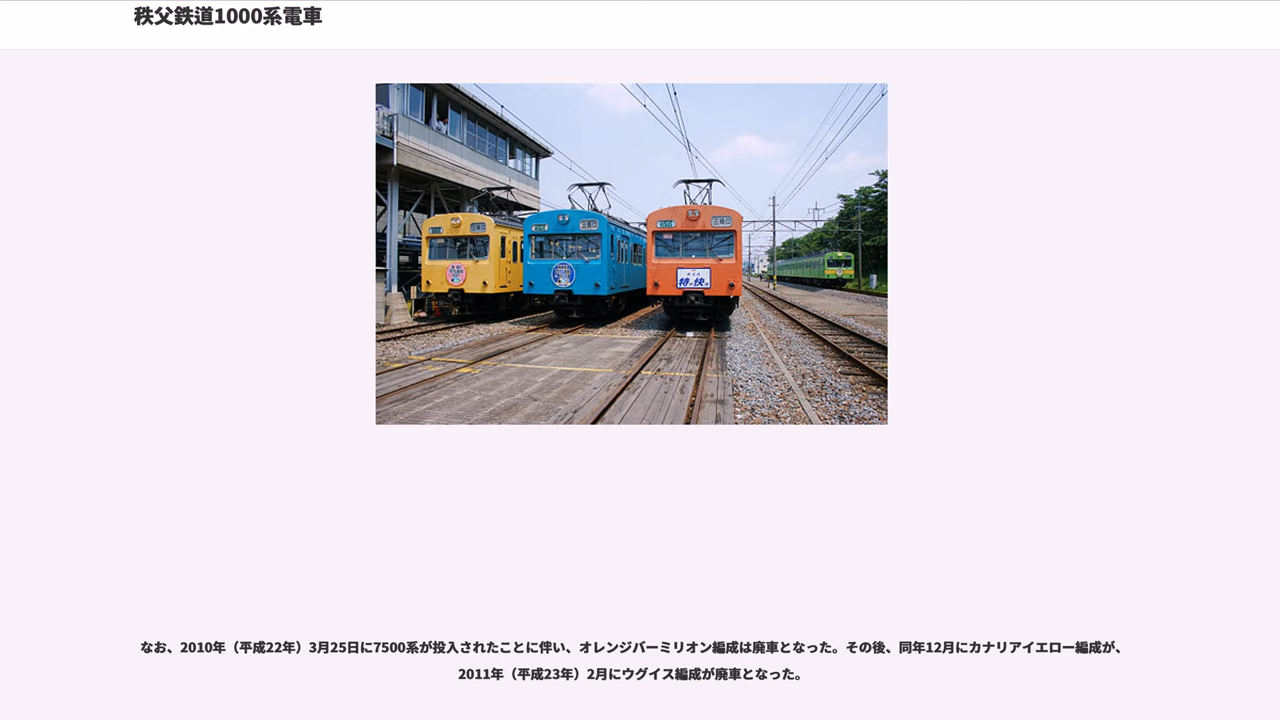 秩父鉄道1000系電車
特快
なお、2010年（平成22年）3月25日に7500系が投入されたことに伴い、オレンジバーミリオン編成は廃車となった。その後、同年12月にカナリアイエロー編成が、
2011年（平成23年）2月にウグイス編成が廃車となった。